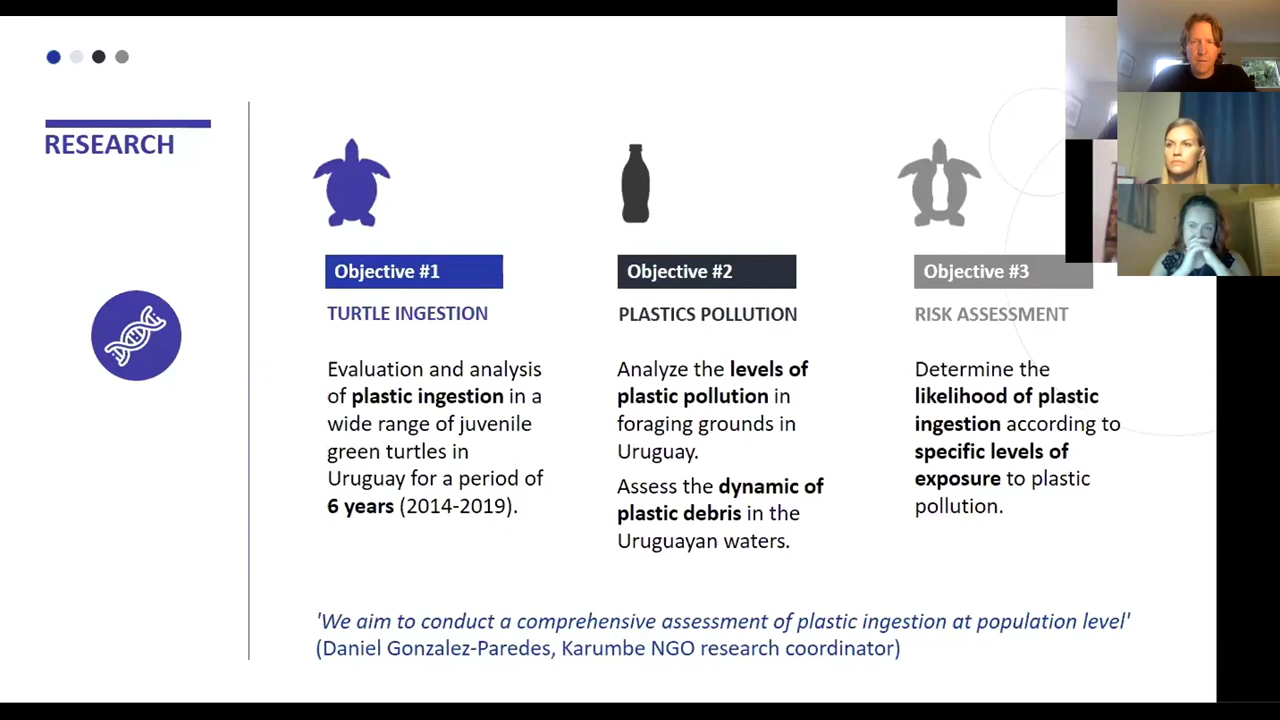 RESEARCH
Objective #1
TURTLE INGESTION
Evaluation and analysis
of plastic ingestion in a
wide range of juvenile
green turtles in
Uruguay for a period of
6 years (2014-2019).
Objective #2
PLASTICS POLLUTION
Analyze the levels of
plastic pollution in
foraging grounds in
Uruguay.
Assess the dynamic of
plastic debris in the
Uruguayan waters.
Objective #3
RISK ASSESSMENT
Determine the
likelihood of plastic
ingestion according to
specific levels of
exposure to plastic
pollution.
'We aim to conduct a comprehensive assessment of plastic ingestion at population level'
(Daniel Gonzalez-Paredes, Karumbe NGO research coordinator)